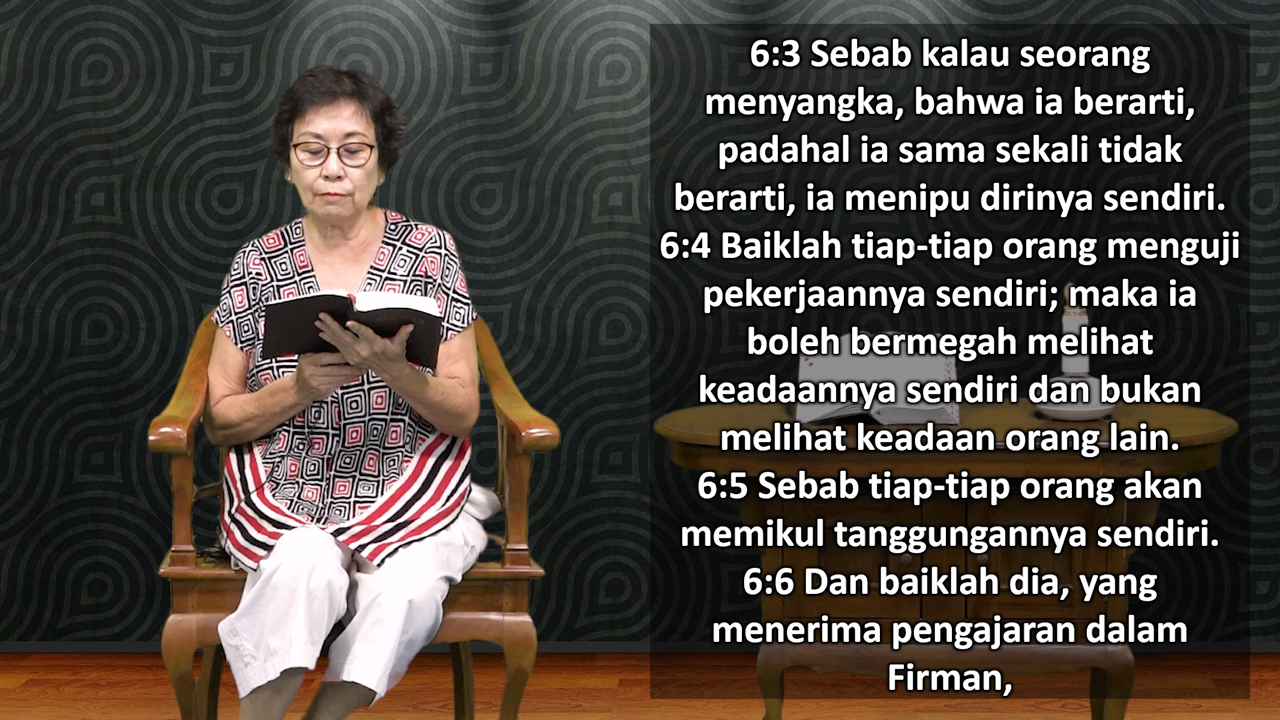 6:3 Sebab kalau seorang
menyangka, bahwa ia berarti,
padahal ia sama sekali tidak
berarti, ia menipu dirinya sendiri.
6:4 Baiklah tiap-tiap orang menguji
pekerjaannya sendiri; maka ia
boleh bermegah melihat
keadaannya sendiri dan bukan
melihat keadaan orang lain.
6:5 Sebab tiap-tiap orang akan
memikul tanggungannya sendiri.
6:6 Dan baiklah dia, yang
menerima pengajaran dalam
Firman,